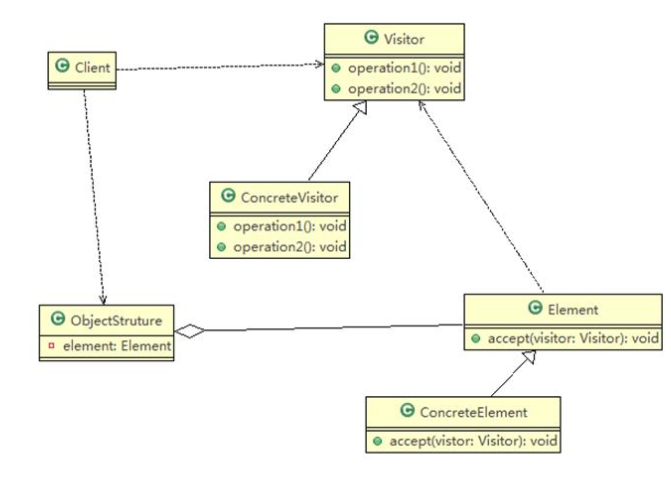 Visitor
operation1(): void
operation2(): void
Client
ConcreteVisitor
operation1(): void
operation2(): void
ObjectStruture
element: Element
Element
accept(visitor: Visitor): void
ConcreteElement
accept(vistor: Visitor): void